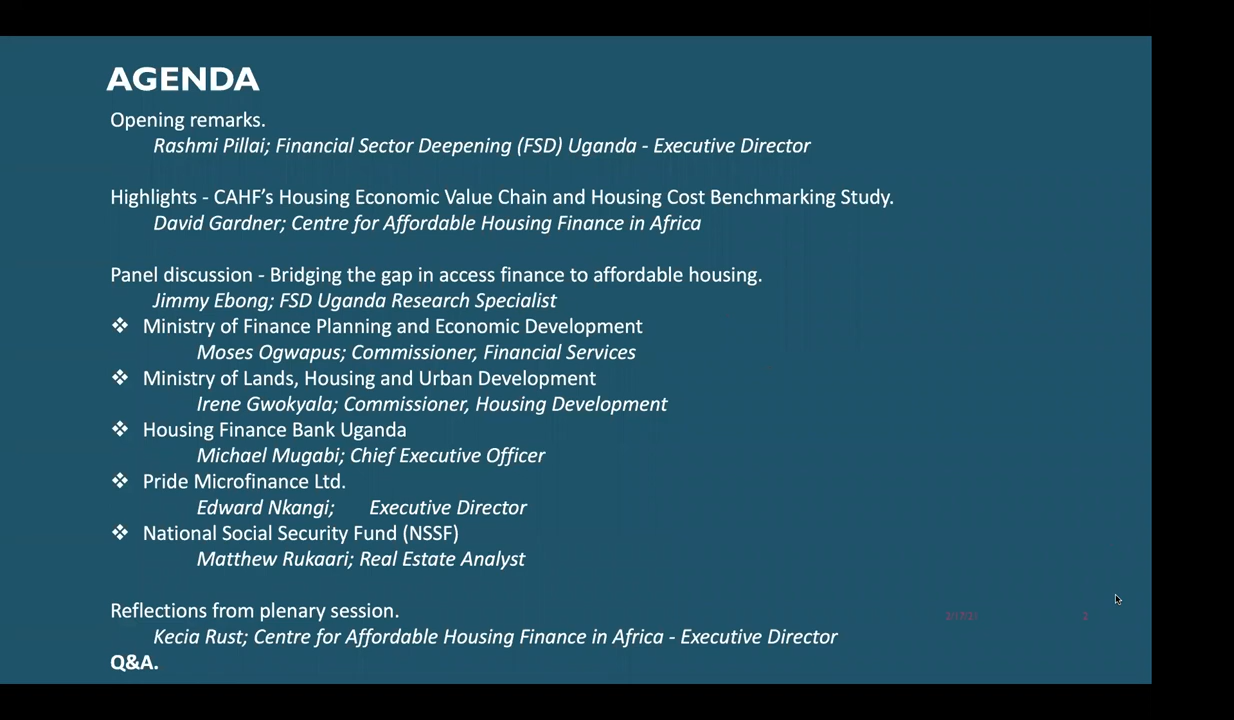 AGENDA
Opening remarks.
Rashmi Pillai; Financial Sector Deepening (FSD) Uganda - Executive Director
Highlights - CAHF’s Housing Economic Value Chain and Housing Cost Benchmarking Study.
David Gardner; Centre for Affordable Housing Finance in Africa
Panel discussion - Bridging the gap in access finance to affordable housing.
Jimmy Ebong; FSD Uganda Research Specialist
❖ Ministry of Finance Planning and Economic Development
Moses Ogwapus; Commissioner, Financial Services
❖ Ministry of Lands, Housing and Urban Development
Irene Gwokyala; Commissioner, Housing Development
❖ Housing Finance Bank Uganda
Michael Mugabi; Chief Executive Officer
❖ Pride Microfinance Ltd.
Edward Nkangi; Executive Director
❖ National Social Security Fund (NSSF)
Matthew Rukaari; Real Estate Analyst
Reflections from plenary session.
2/17/21 2
Kecia Rust; Centre for Affordable Housing Finance in Africa - Executive Director
Q&A.